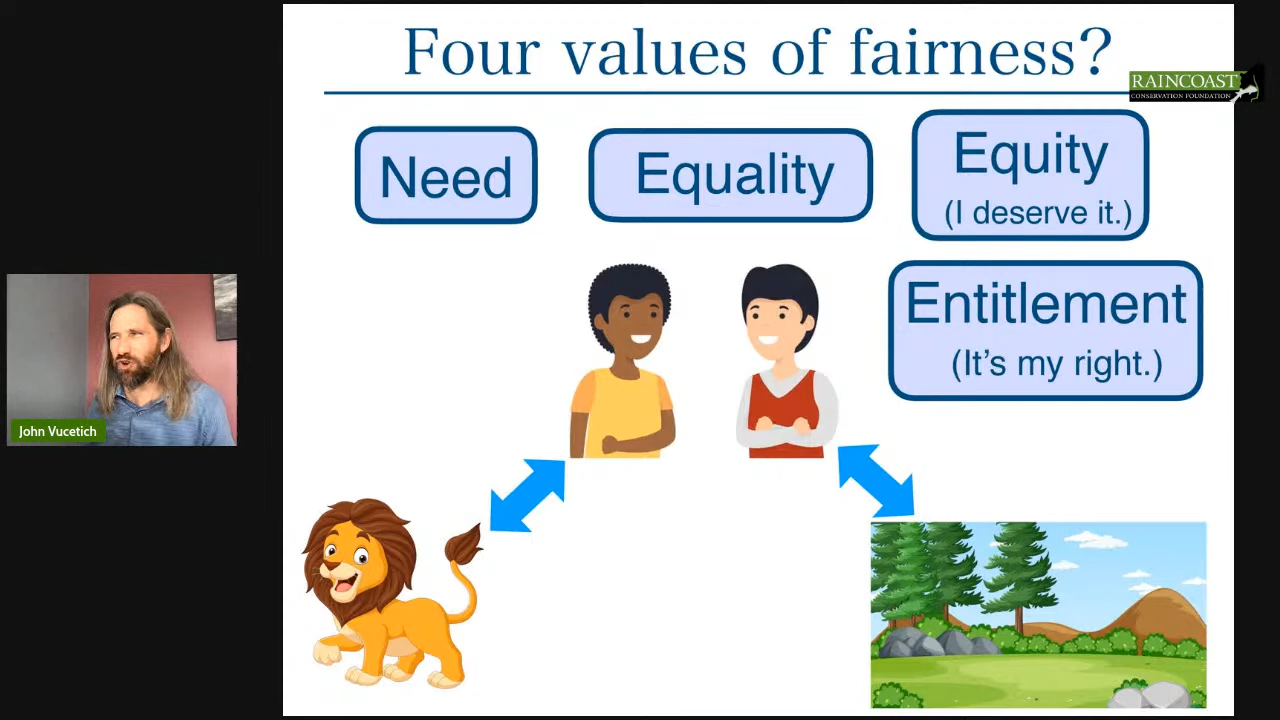 Four values of fairness?
RAINCOAST
CONSERVATION FOUNDATION
Need
Equality
Equity
(I deserve it.)
Entitlement
(It's my right.)
John Vucetich